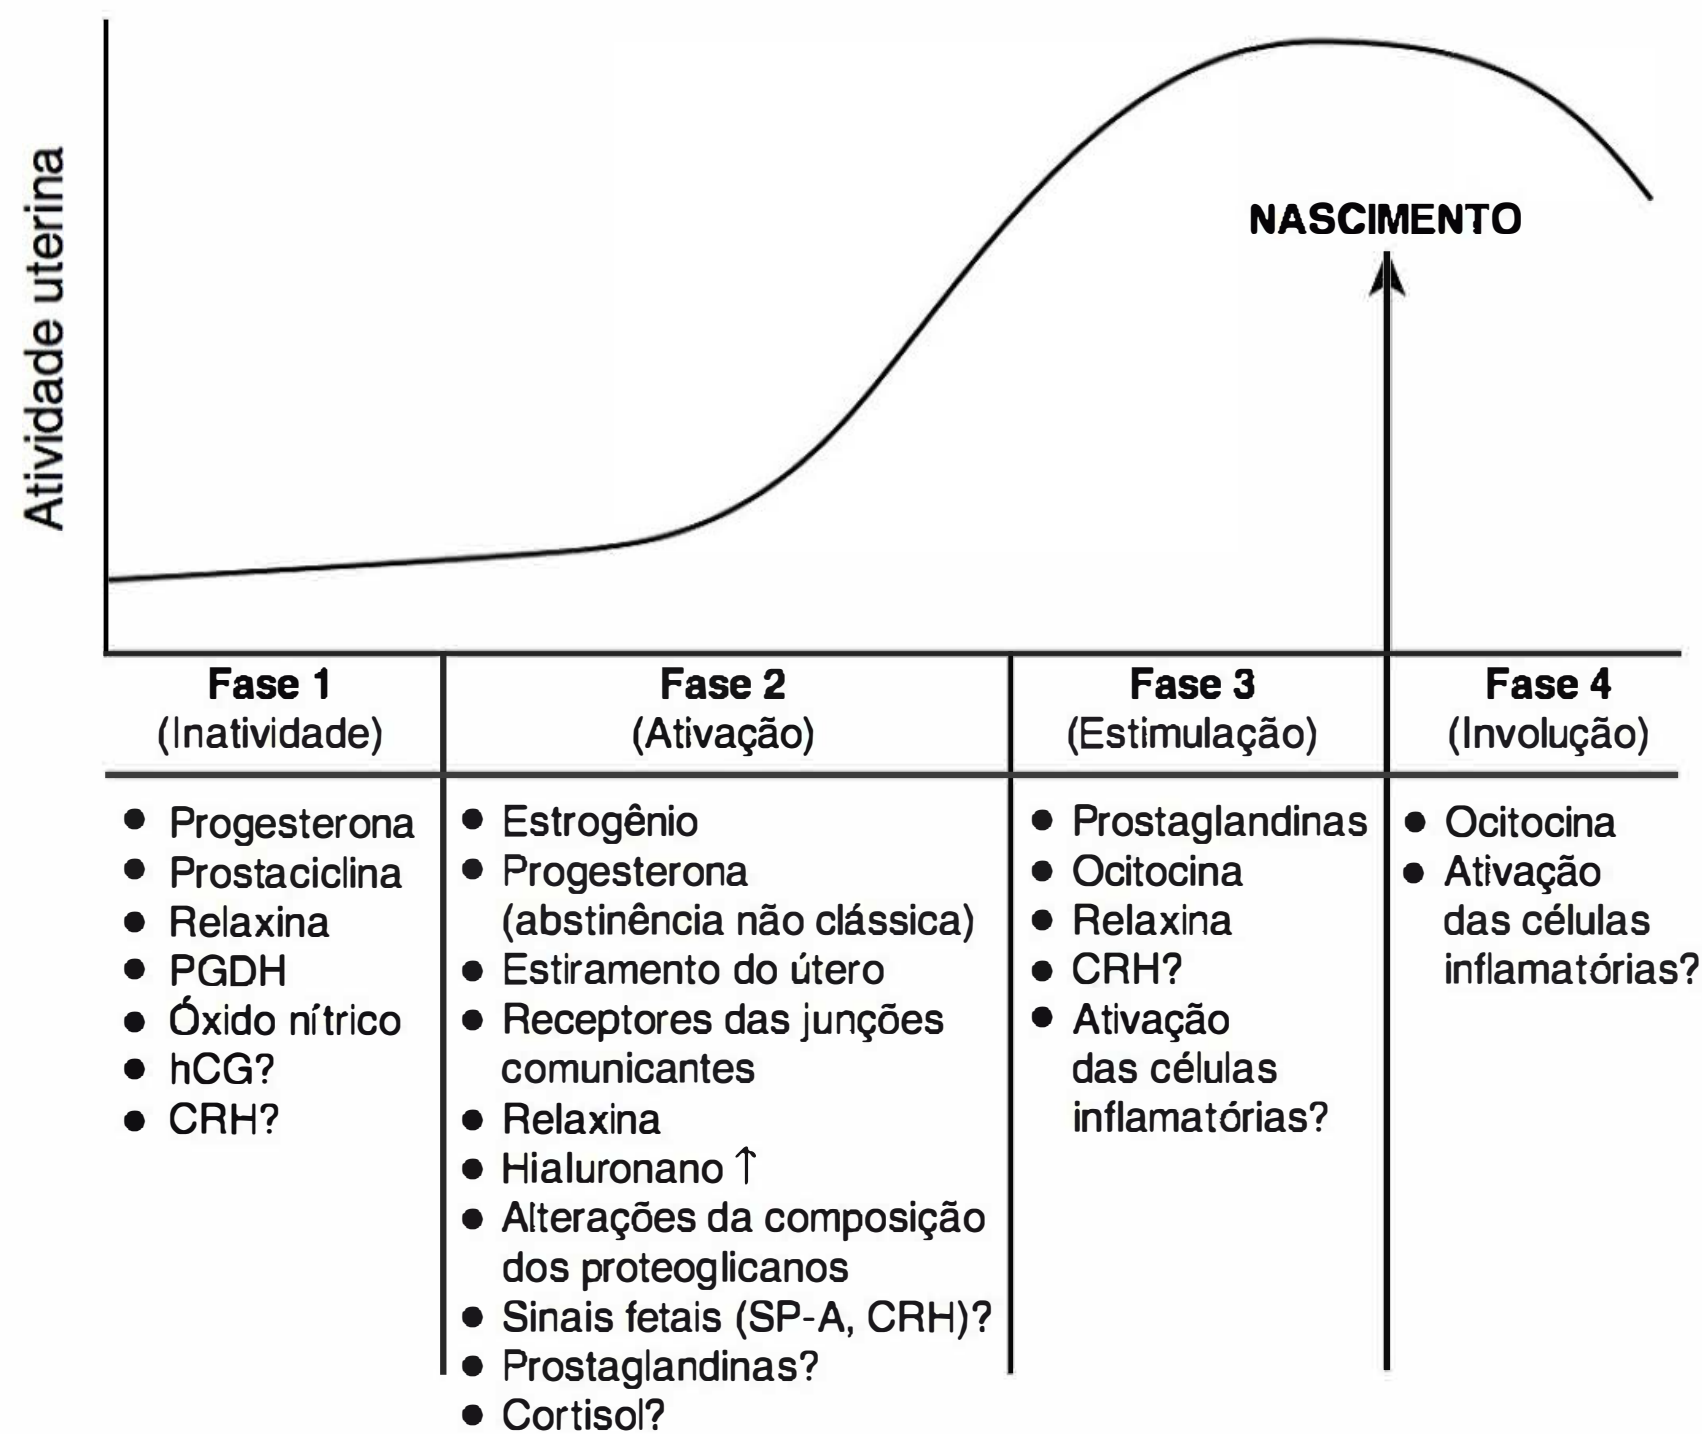 Atividade uterina
NASCIMENTO
Fase 1
(Inatividade)
Fase 2
(Ativação)
Fase 3
(Estimulação)
Fase 4
(Involução)
● Progesterona
● Prostaciclina
● Relaxina
● PGDH
● Óxido nítrico
● hCG?
● CRH?
● Estrogênio
● Progesterona
(abstinência não clássica)
● Estiramento do útero
● Receptores das junções
comunicantes
● Relaxina
● Hialuronano ↑
● Alterações da composição
dos proteoglicanos
● Sinais fetais (SP-A, CRH)?
● Prostaglandinas?
● Cortisol?
● Prostaglandinas
● Ocitocina
● Relaxina
● CRH?
● Ativação
das células
inflamatórias?
● Ocitocina
● Ativação
das células
inflamatórias?